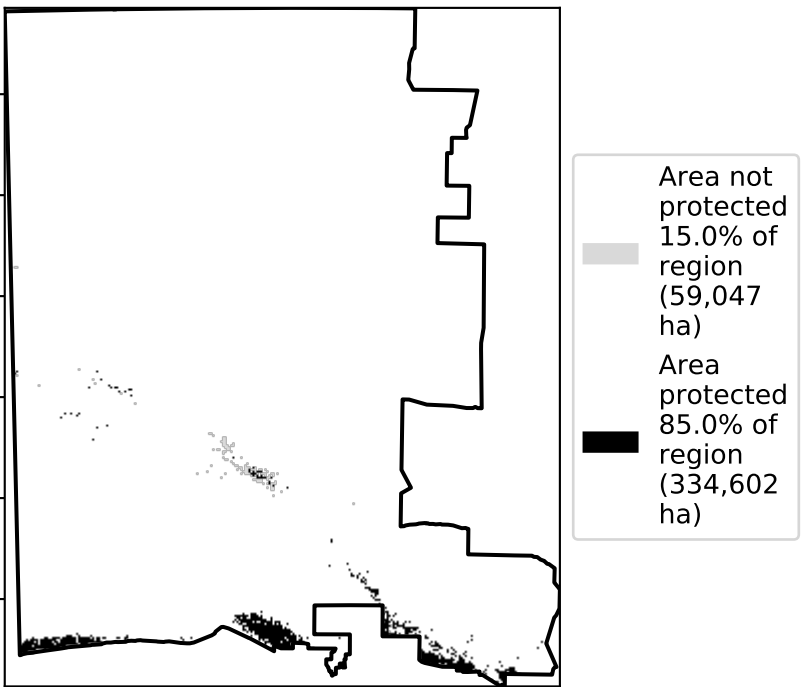 Area not
protected
15.0% of
region
(59,047
ha)
Area
protected
85.0% of
region
(334,602
ha)